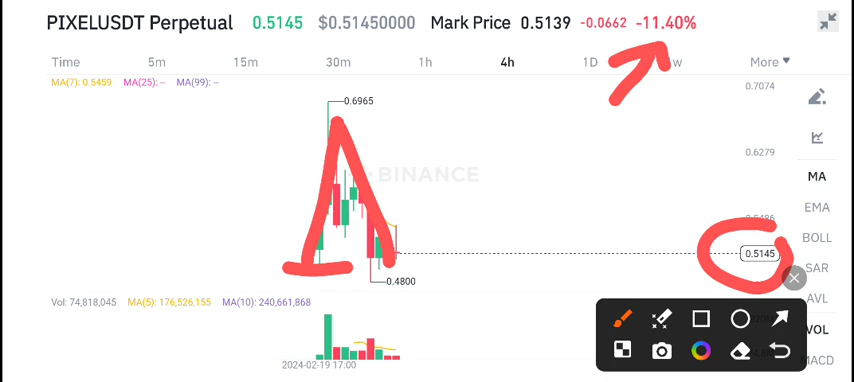 PIXELUSDT Perpetual 0.5145 $0.51450000 Mark Price 0.5139 -0.0662 -11.40%
Time 5m 15m 30m 1h 4h 1D w More
MA(7): 0.5459 MA(25): -- MA(99): --
0.7074
0.6965
0.6279
BINANCE
MA
EMA
0.5486
BOLL
0.5145
SAR
0.4800
AVL
Vol: 74,818,045 MA(5): 176,526,155 MA(10): 240,661,868
VOL
MACD
2024-02-19 17:00